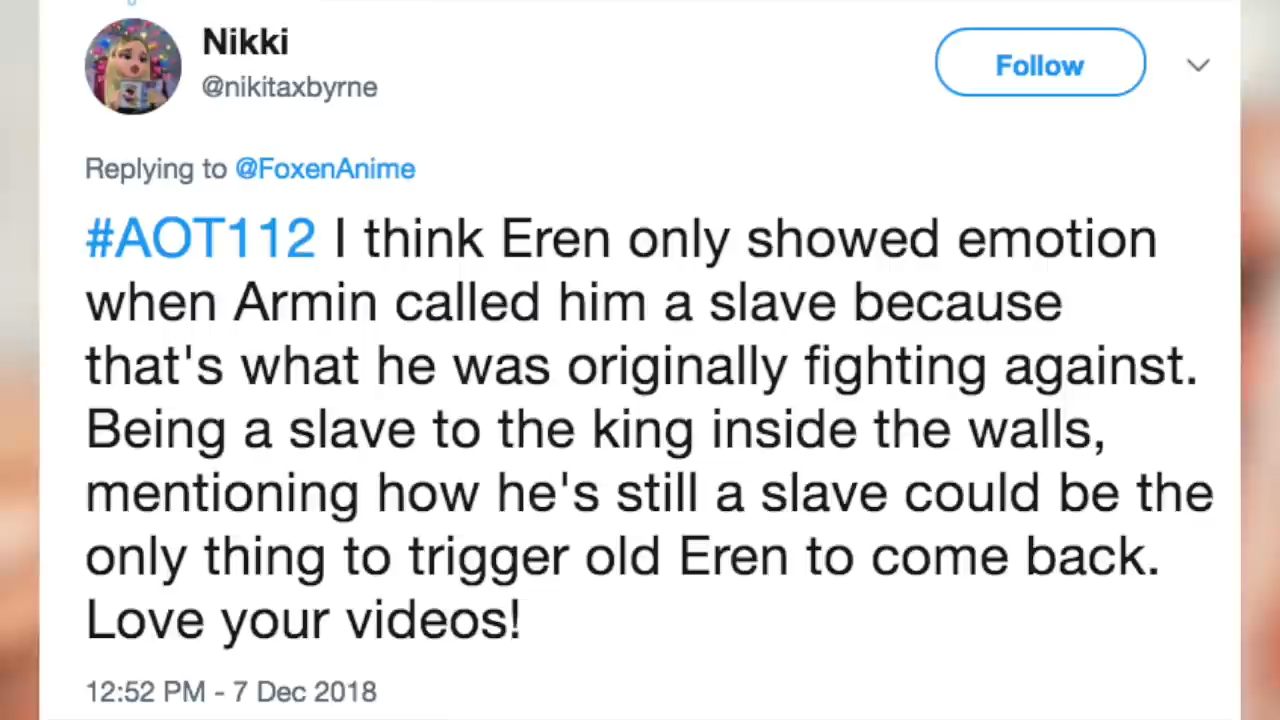 Nikki
@nikitaxbyrne
Follow
Replying to @FoxenAnime
#AOT112 I think Eren only showed emotion
when Armin called him a slave because
that's what he was originally fighting against.
Being a slave to the king inside the walls,
mentioning how he's still a slave could be the
only thing to trigger old Eren to come back.
Love your videos!
12:52 PM - 7 Dec 2018